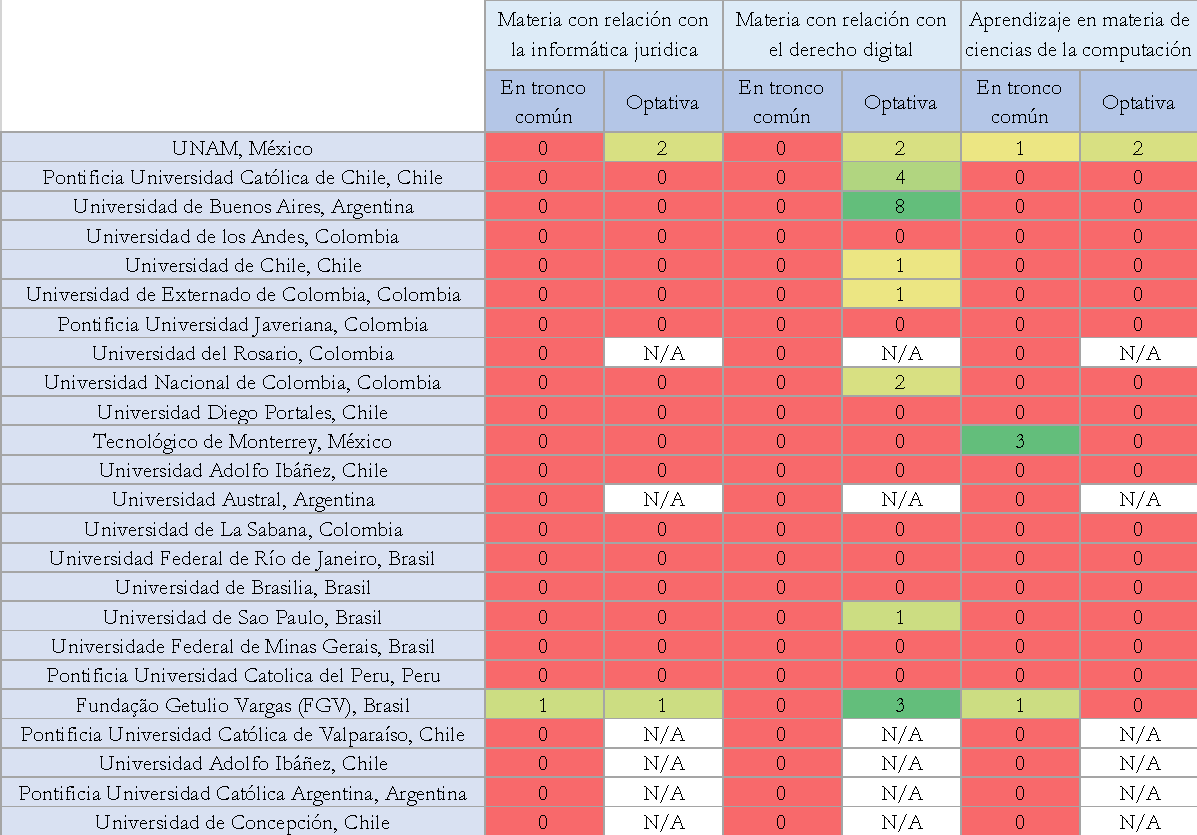 Materia con relación con la informática juridica
Materia con relación con el derecho digital
Aprendizaje en materia de ciencias de la computación
En tronco común
Optativa
En tronco común
Optativa
En tronco común
Optativa
UNAM, México 0 2 0 2 1 2
Pontificia Universidad Católica de Chile, Chile 0 0 0 4 0 0
Universidad de Buenos Aires, Argentina 0 0 0 8 0 0
Universidad de los Andes, Colombia 0 0 0 0 0 0
Universidad de Chile, Chile 0 0 0 1 0 0
Universidad de Externado de Colombia, Colombia 0 0 0 1 0 0
Pontificia Universidad Javeriana, Colombia 0 0 0 0 0 0
Universidad del Rosario, Colombia 0 N/A 0 N/A 0 N/A
Universidad Nacional de Colombia, Colombia 0 0 0 2 0 0
Universidad Diego Portales, Chile 0 0 0 0 0 0
Tecnológico de Monterrey, México 0 0 0 0 3 0
Universidad Adolfo Ibáñez, Chile 0 0 0 0 0 0
Universidad Austral, Argentina 0 N/A 0 N/A 0 N/A
Universidad de La Sabana, Colombia 0 0 0 0 0 0
Universidad Federal de Río de Janeiro, Brasil 0 0 0 0 0 0
Universidad de Brasilia, Brasil 0 0 0 0 0 0
Universidad de Sao Paulo, Brasil 0 0 0 1 0 0
Universidade Federal de Minas Gerais, Brasil 0 0 0 0 0 0
Pontificia Universidad Catolica del Peru, Peru 0 0 0 0 0 0
Fundação Getulio Vargas (FGV), Brasil 1 1 0 3 1 0
Pontificia Universidad Católica de Valparaíso, Chile 0 N/A 0 N/A 0 N/A
Universidad Adolfo Ibáñez, Chile 0 N/A 0 N/A 0 N/A
Pontificia Universidad Católica Argentina, Argentina 0 N/A 0 N/A 0 N/A
Universidad de Concepción, Chile 0 N/A 0 N/A 0 N/A